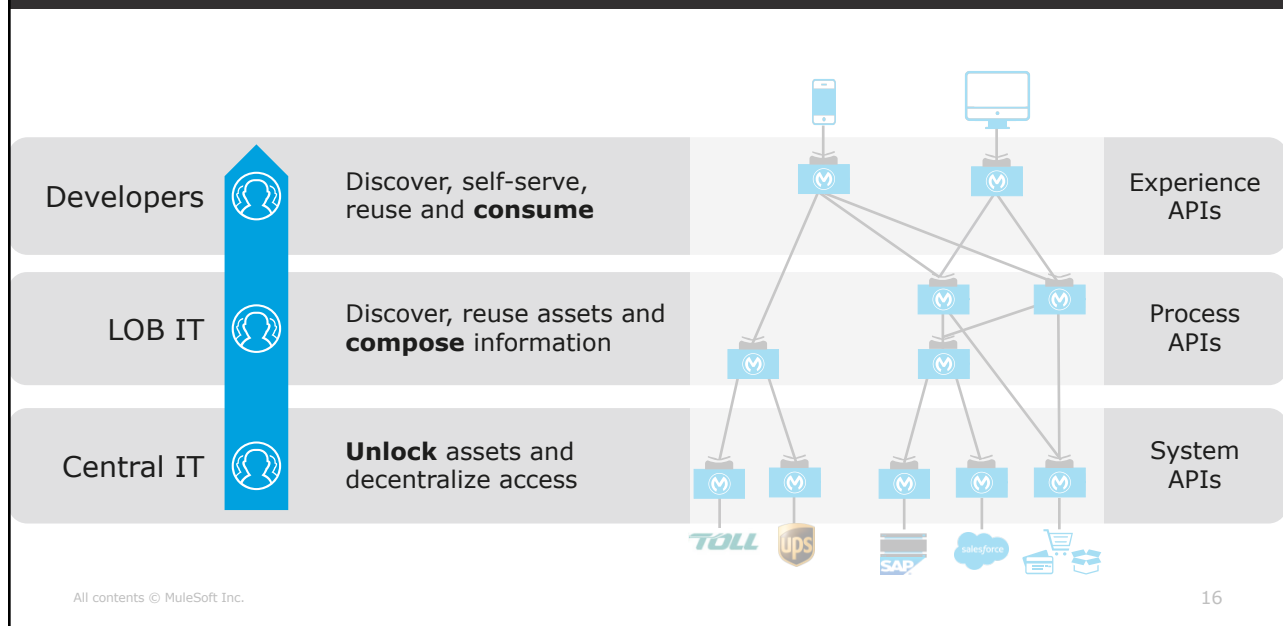 Developers
Discover, self-serve,
reuse and consume
Experience
APIs
LOB IT
Discover, reuse assets and
compose information
Process
APIs
Central IT
Unlock assets and
decentralize access
System
APIs
TOLL
ups
SAP
salesforce
All contents © MuleSoft Inc.
16